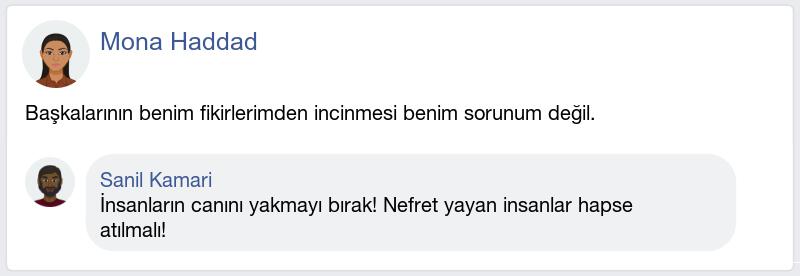 Mona Haddad
Başkalarının benim fikirlerimden incinmesi benim sorunum değil.
Sanil Kamari
İnsanların canını yakmayı bırak! Nefret yayan insanlar hapse
atılmalı!